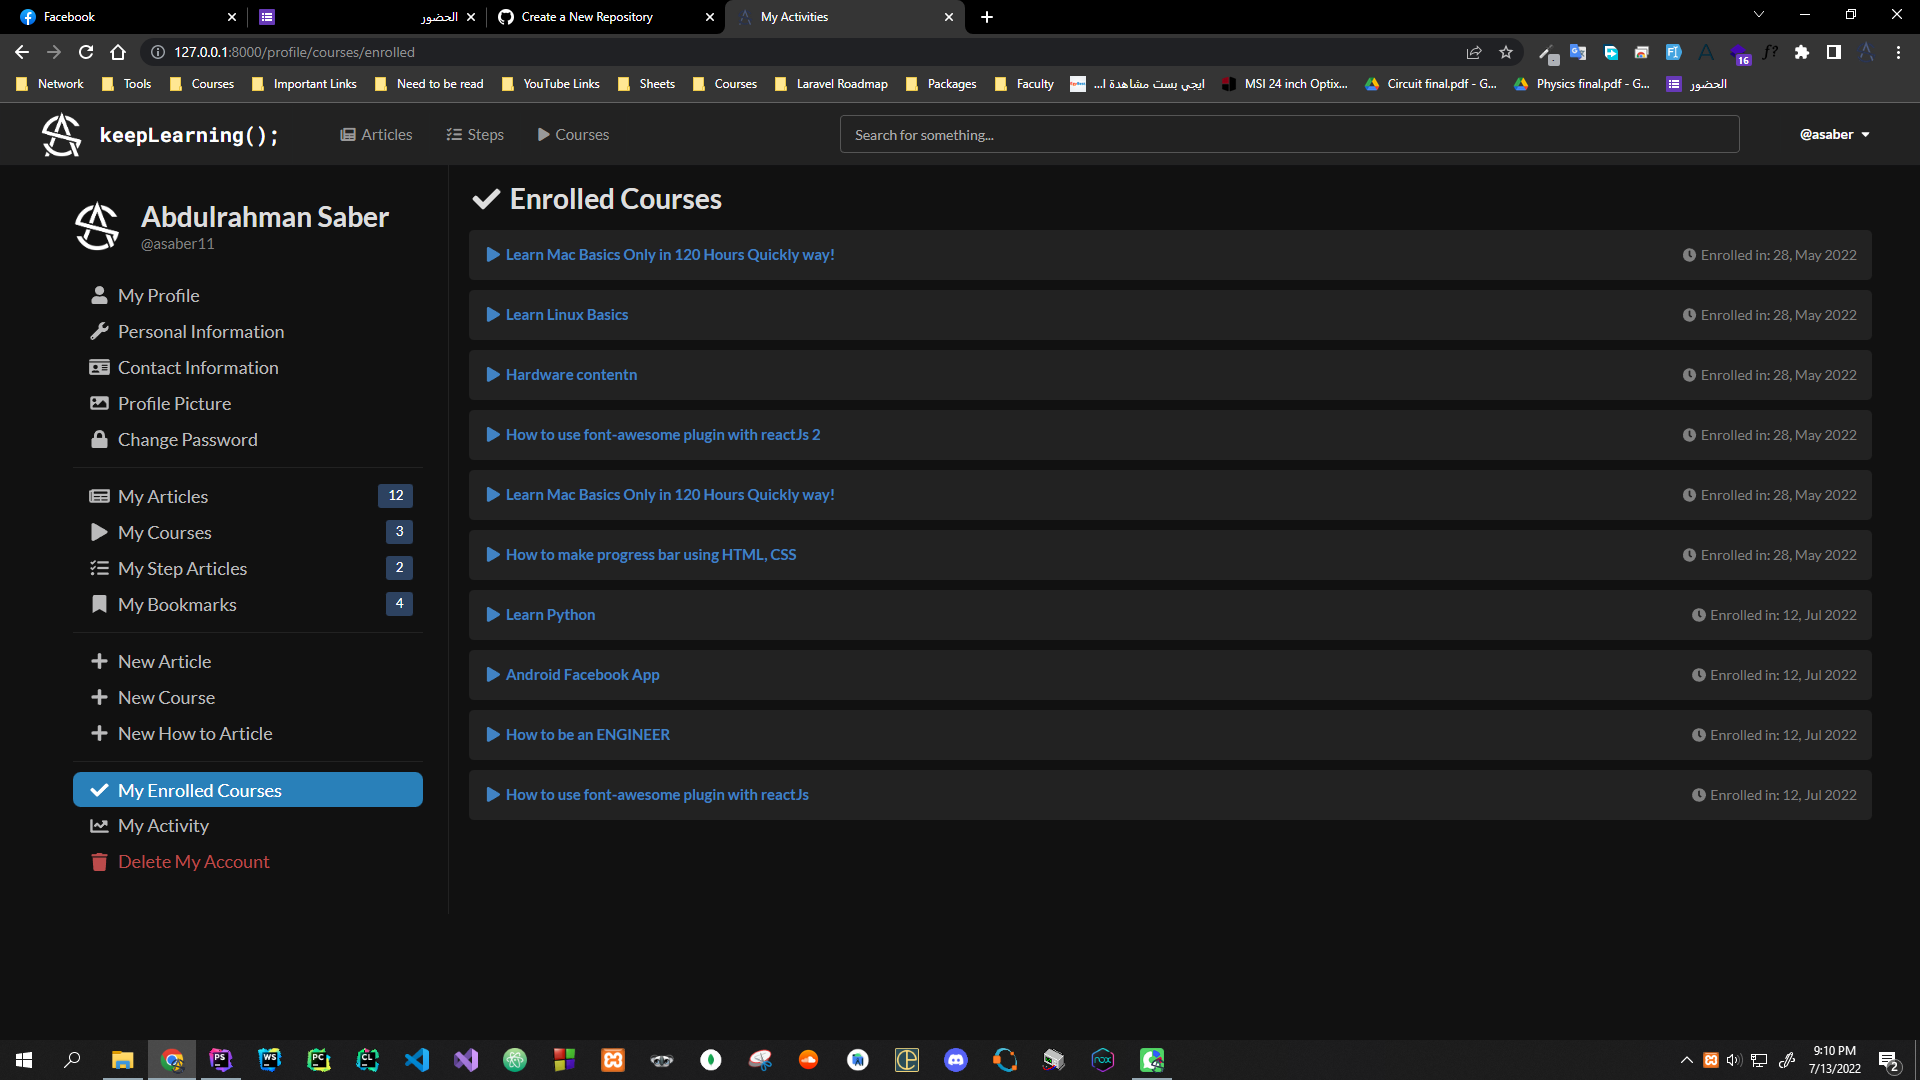 Facebook
الحضور
Create a New Repository
My Activities
127.0.0.1:8000/profile/courses/enrolled
16
Network
Tools
Courses
Important Links
Need to be read
YouTube Links
Sheets
Courses
Laravel Roadmap
Packages
Faculty
ايجي بست مشاهدة ا...
MSI 24 inch Optix...
Circuit final.pdf - G...
Physics final.pdf - G...
الحضور
keepLearning();
Articles
Steps
Courses
Search for something...
@asaber
Abdulrahman Saber
@asaber11
My Profile
Personal Information
Contact Information
Profile Picture
Change Password
My Articles 12
My Courses 3
My Step Articles 2
My Bookmarks 4
New Article
New Course
New How to Article
My Enrolled Courses
My Activity
Delete My Account
Enrolled Courses
Learn Mac Basics Only in 120 Hours Quickly way! Enrolled in: 28, May 2022
Learn Linux Basics Enrolled in: 28, May 2022
Hardware contentn Enrolled in: 28, May 2022
How to use font-awesome plugin with reactJs 2 Enrolled in: 28, May 2022
Learn Mac Basics Only in 120 Hours Quickly way! Enrolled in: 28, May 2022
How to make progress bar using HTML, CSS Enrolled in: 28, May 2022
Learn Python Enrolled in: 12, Jul 2022
Android Facebook App Enrolled in: 12, Jul 2022
How to be an ENGINEER Enrolled in: 12, Jul 2022
How to use font-awesome plugin with reactJs Enrolled in: 12, Jul 2022
PS
WS
PC
CL
9:10 PM
7/13/2022
2